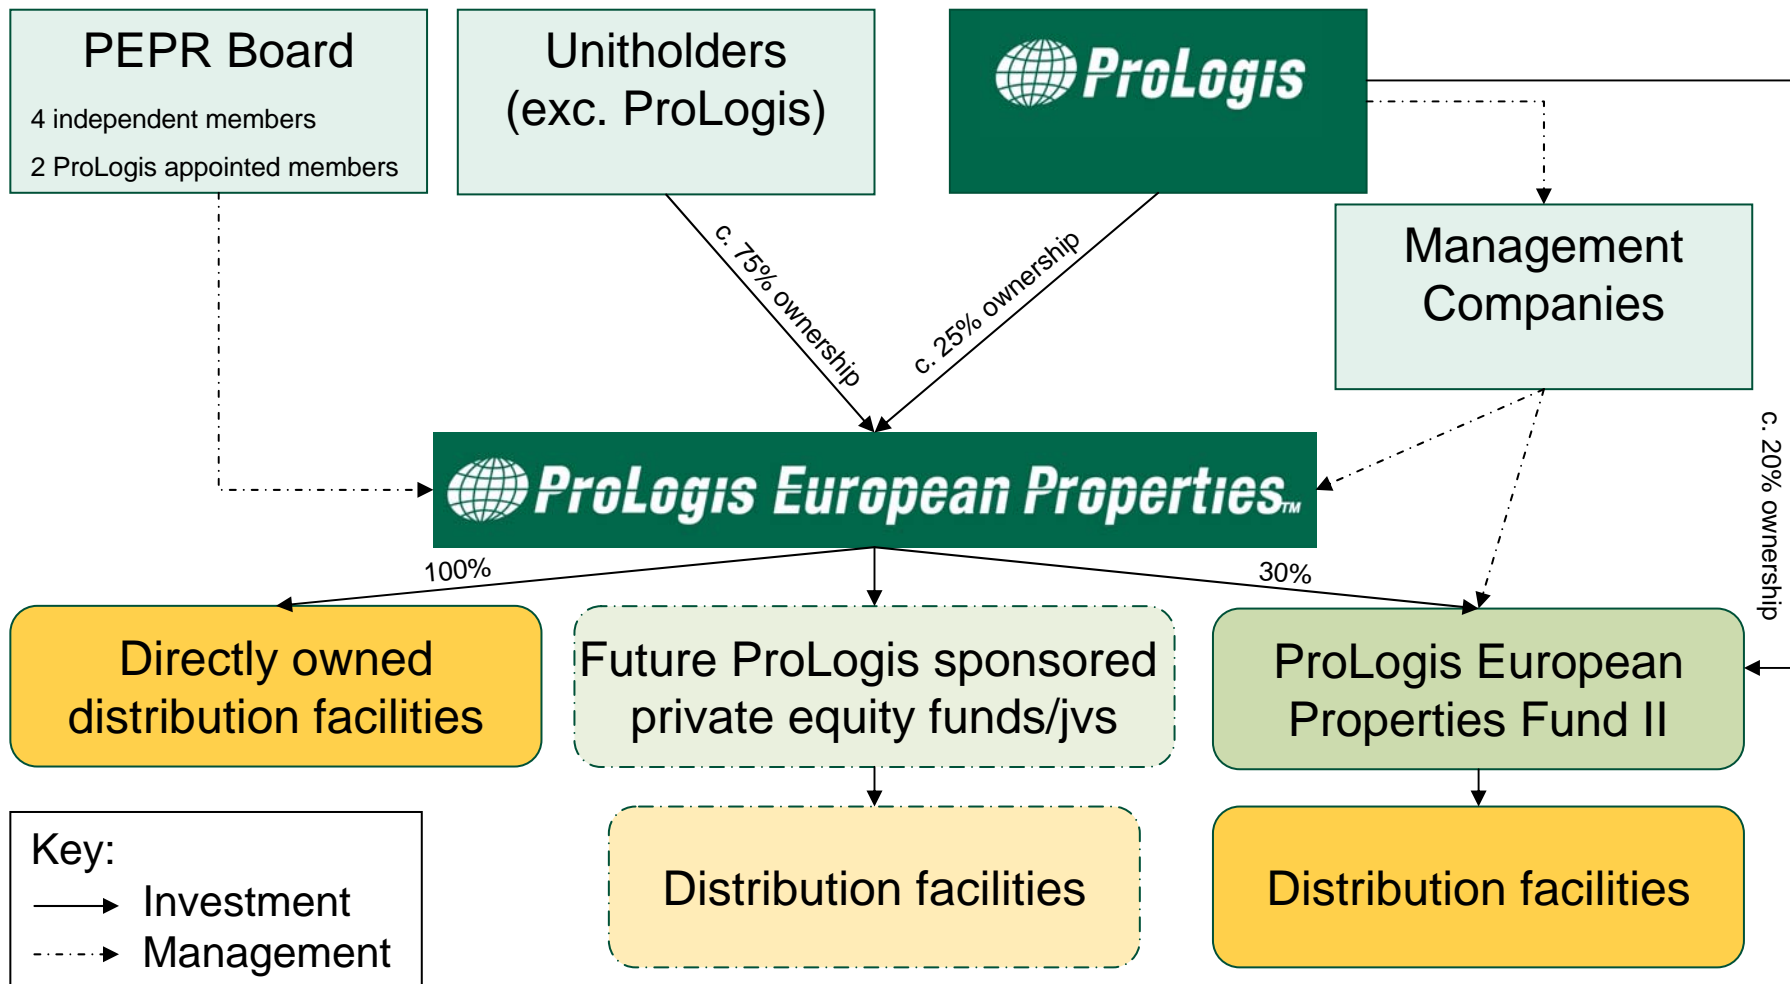 PEPR Board
4 independent members
2 ProLogis appointed members
Unitholders
(exc. ProLogis)
ProLogis
Management
Companies
c. 75% ownership
c. 25% ownership
c. 20% ownership
ProLogis European Properties™
100%
30%
Directly owned
distribution facilities
Future ProLogis sponsored
private equity funds/jvs
ProLogis European
Properties Fund II
Key:
Investment
Management
Distribution facilities
Distribution facilities